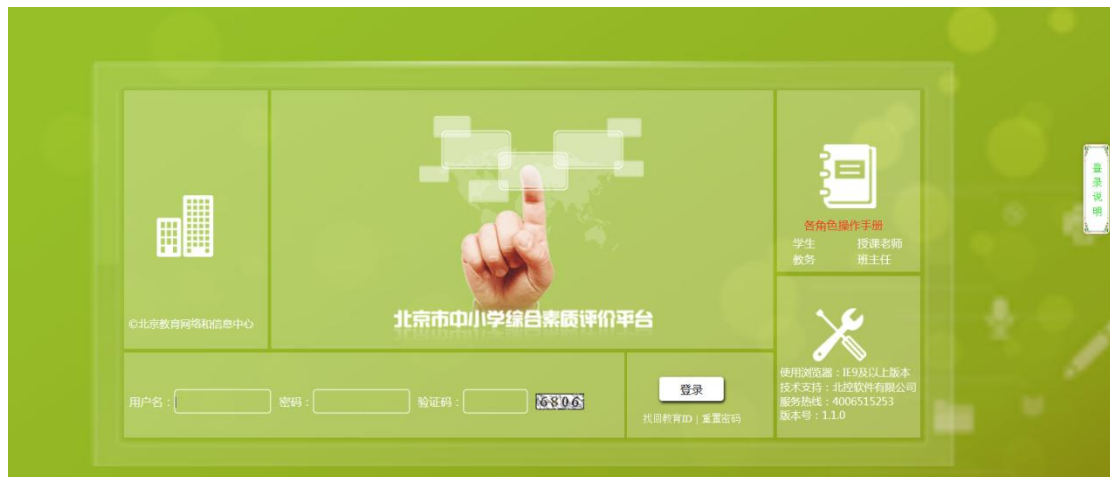 ©北京教育网络和信息中心
北京市中小学综合素质评价平台
各角色操作手册
学生 授课老师
教务 班主任
登录说明
使用浏览器：IE9及以上版本
技术支持：北控软件有限公司
服务热线：4006515253
版本号：1.1.0
用户名： 密码： 验证码： 6806
登录
找回教育ID | 重置密码